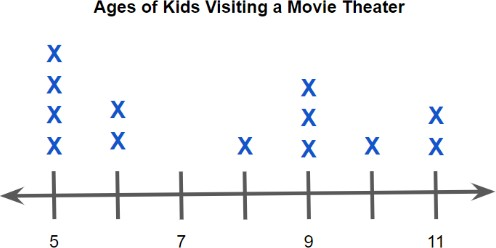 Ages of Kids Visiting a Movie Theater
X
X X
X X X X
X X X X X X
5 7 9 11